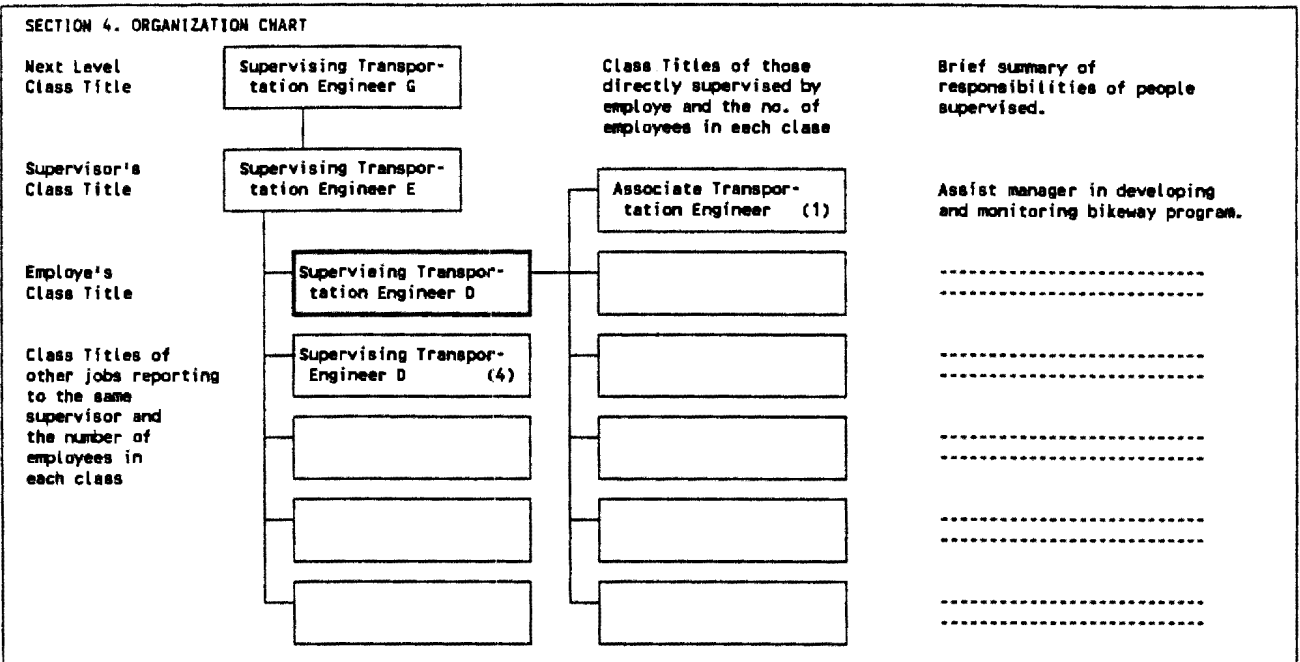 SECTION 4. ORGANIZATION CHART
Next Level
Class Title
Supervising Transpor-
tation Engineer G
Class Titles of those
directly supervised by
employe and the no. of
employees in each class
Brief summary of
responsibilities of people
supervised.
Supervisor's
Class Title
Supervising Transpor-
tation Engineer E
Associate Transpor-
tation Engineer (1)
Assist manager in developing
and monitoring bikeway program.
Employe's
Class Title
Supervising Transpor-
tation Engineer D
Class Titles of
other jobs reporting
to the same
supervisor and
the number of
employees in
each class
Supervising Transpor-
Engineer D (4)